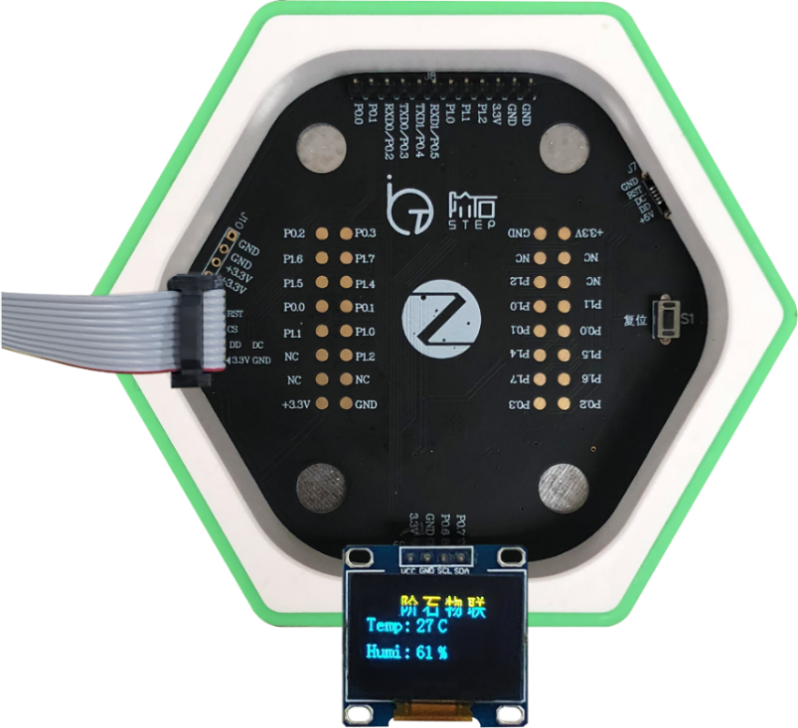 J8
P0.0 P0.1 RXD0/P0.2 TXD0/P0.3 TXD1/P0.4 RXD1/P0.5 P1.0 P1.1 P1.2 3.3V GND GND
阶石
STEP
J10
GND
GND
+3.3V
+3.3V
P0.2 P0.3
P1.6 P1.7
P1.5 P1.4
P0.0 P0.1
P1.1 P1.0
NC P1.2
NC NC
+3.3V GND
RST
CS
DD DC
3.3V GND
GND +3.3V
NC NC
P1.2 NC
P1.0 P1.1
P0.1 P0.0
P1.4 P1.5
P1.7 P1.6
P0.3 P0.2
GND
复位 S1
3.3V GND P0.6 P0.7
VCC GND SCL SDA
阶石物联
Temp: 27 C
Humi: 61 %